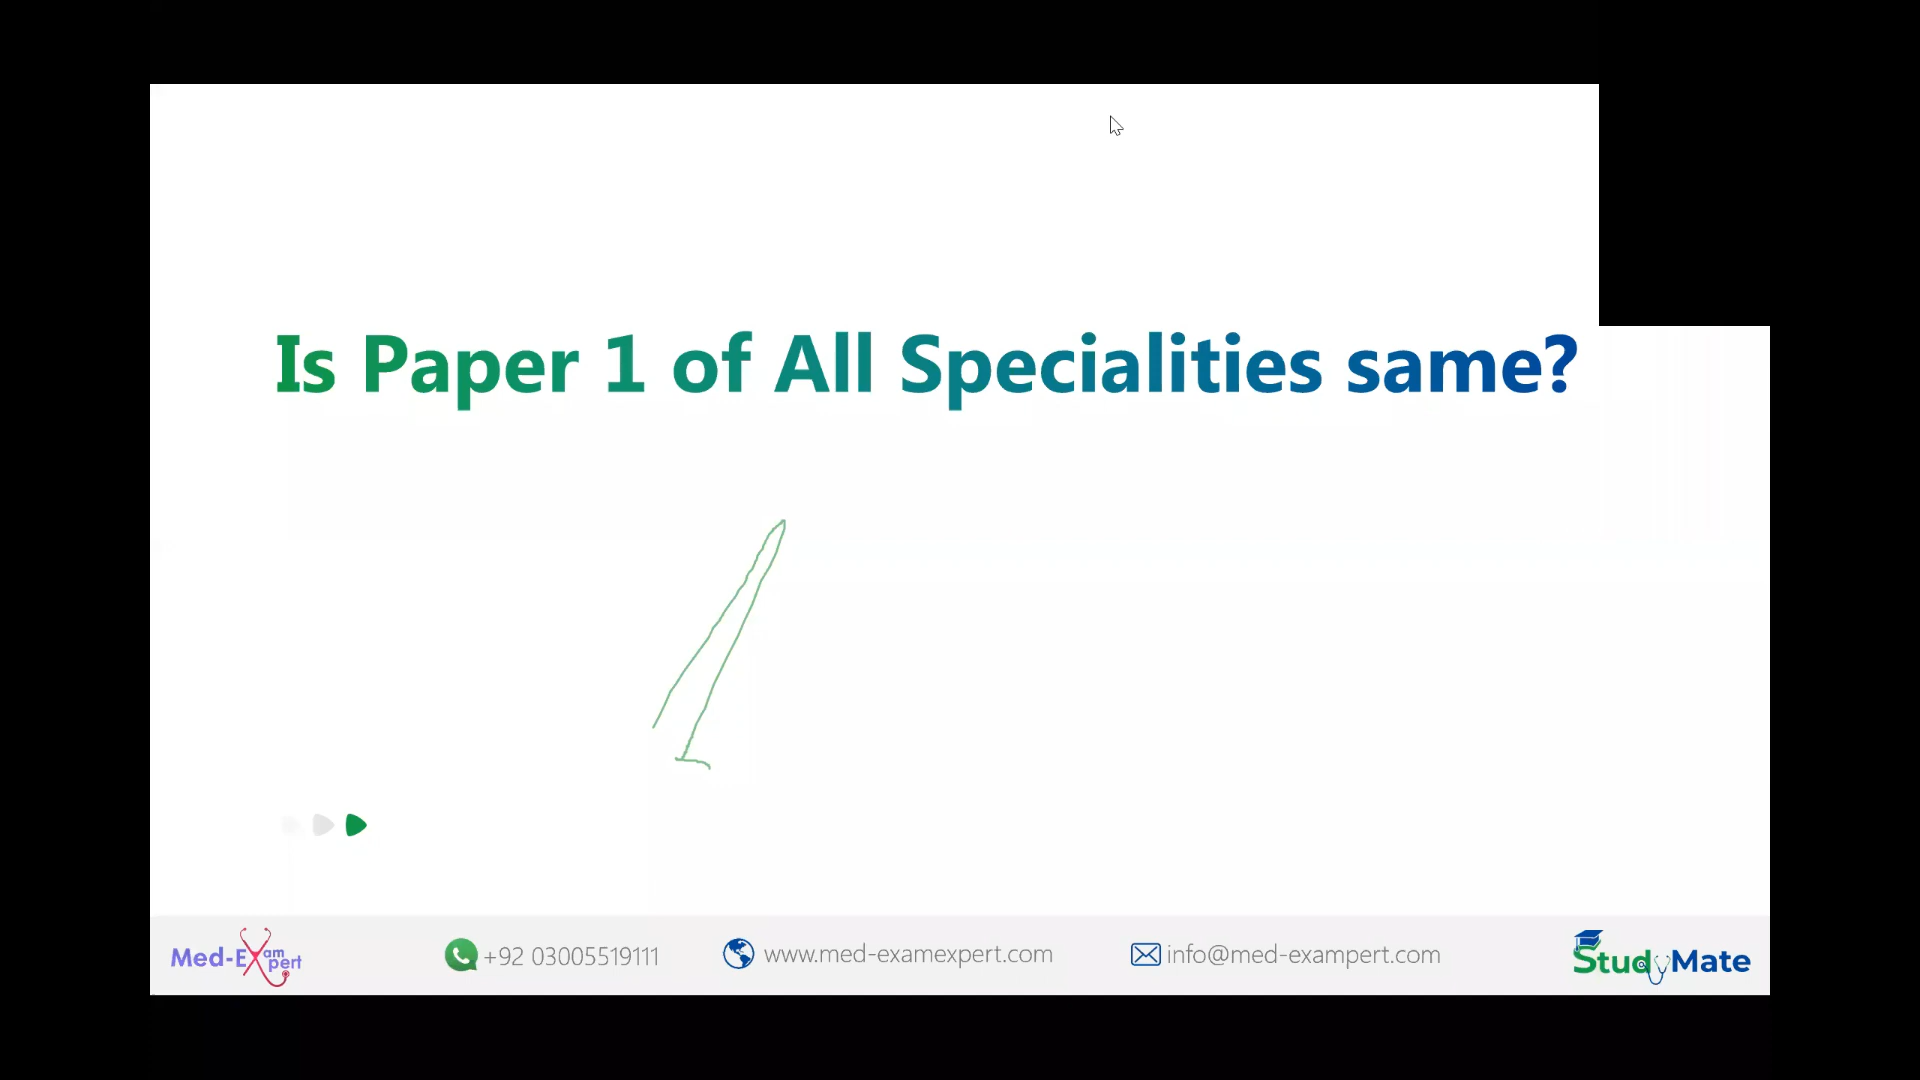 Is Paper 1 of All Specialities same?
Med-Exam Expert
+92 03005519111
www.med-examexpert.com
info@med-exampert.com
StudyMate